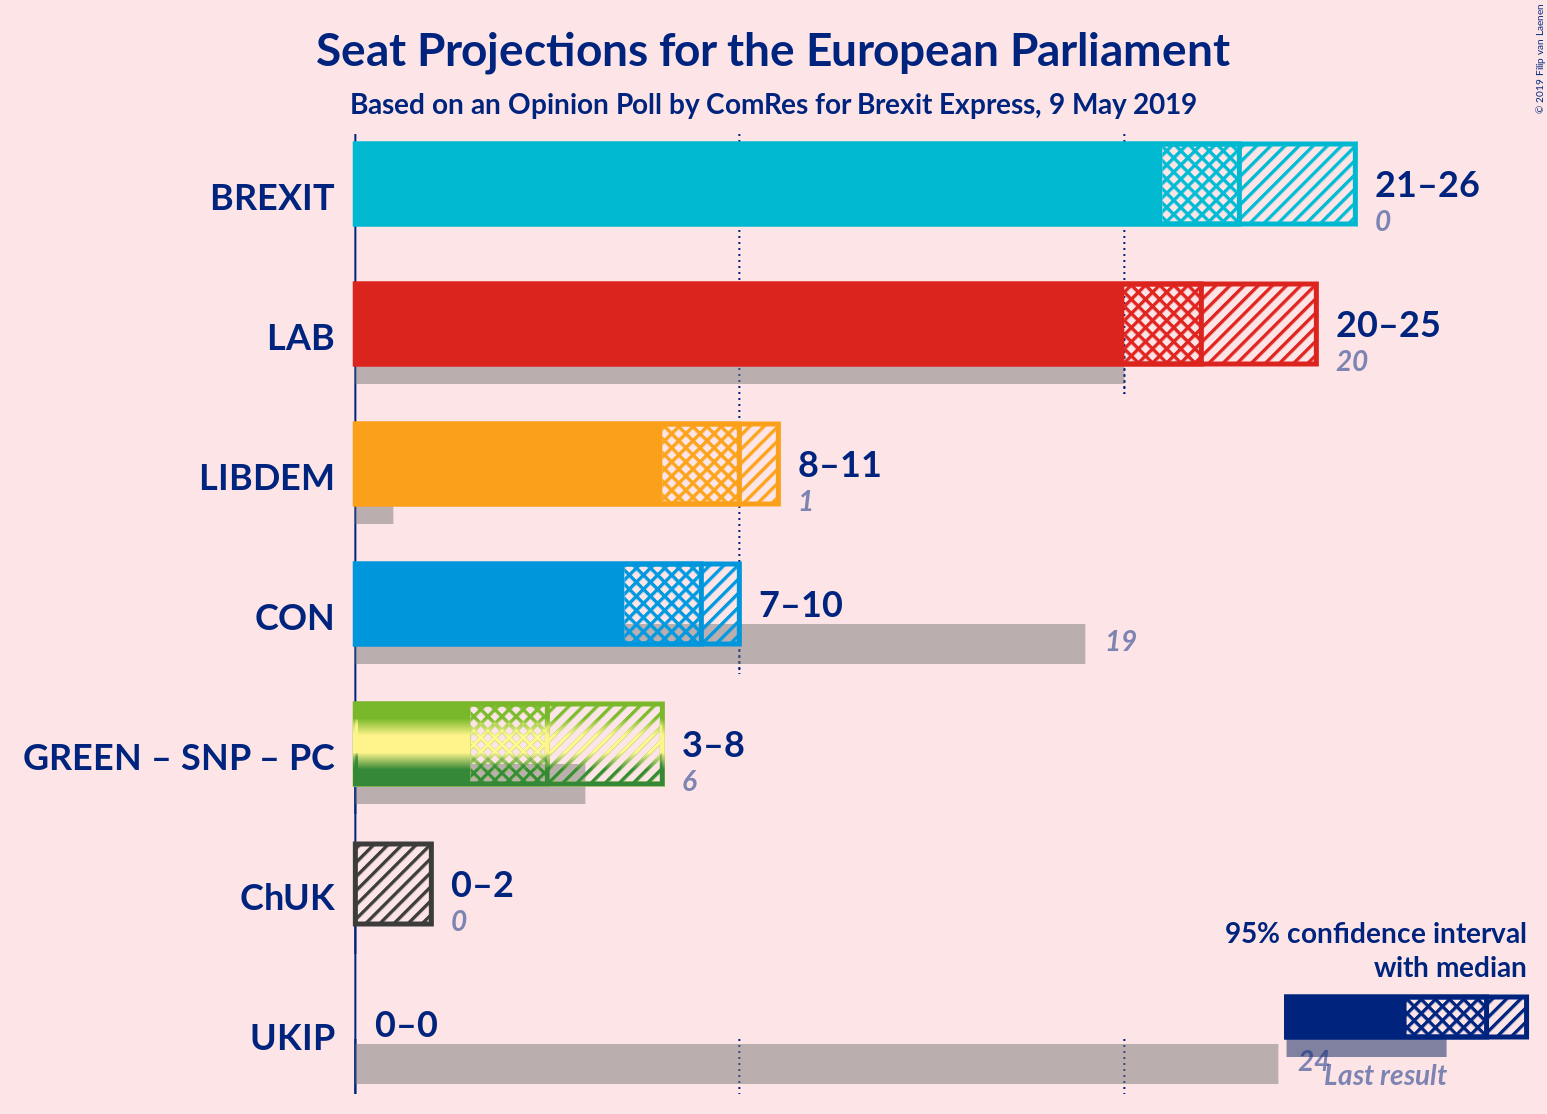 Seat Projections for the European Parliament
Based on an Opinion Poll by ComRes for Brexit Express, 9 May 2019
© 2019 Filip van Laenen
BREXIT
21–26
0
LAB
20–25
20
LIBDEM
8–11
1
CON
7–10
19
GREEN – SNP – PC
3–8
6
ChUK
0–2
0
UKIP
0–0
24
95% confidence interval
with median
Last result